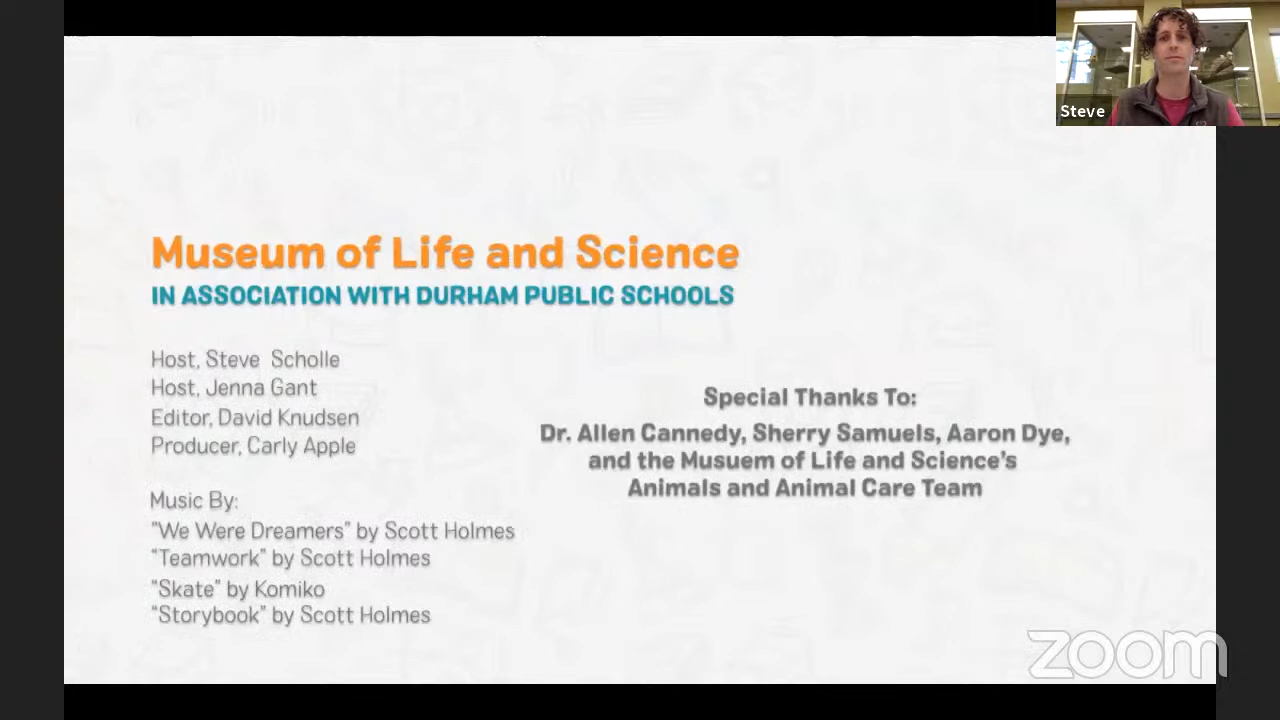 Steve
Museum of Life and Science
IN ASSOCIATION WITH DURHAM PUBLIC SCHOOLS
Host, Steve Scholle
Host, Jenna Gant
Editor, David Knudsen
Producer, Carly Apple
Music By:
"We Were Dreamers" by Scott Holmes
"Teamwork" by Scott Holmes
"Skate" by Komiko
"Storybook" by Scott Holmes
Special Thanks To:
Dr. Allen Cannedy, Sherry Samuels, Aaron Dye,
and the Musuem of Life and Science's
Animals and Animal Care Team
zoom